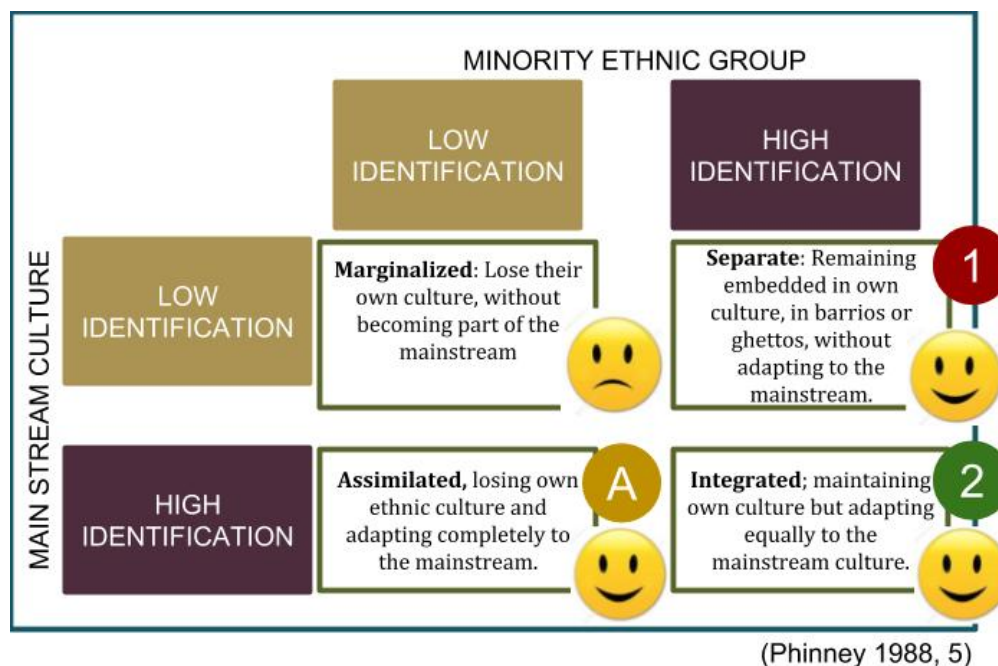 MINORITY ETHNIC GROUP
LOW
IDENTIFICATION
HIGH
IDENTIFICATION
MAIN STREAM CULTURE
LOW
IDENTIFICATION
Marginalized: Lose their
own culture, without
becoming part of the
mainstream
Separate: Remaining
embedded in own
culture, in barrios or
ghettos, without
adapting to the
mainstream.
1
HIGH
IDENTIFICATION
Assimilated, losing own
ethnic culture and
adapting completely to
the mainstream.
A
Integrated; maintaining
own culture but adapting
equally to the
mainstream culture.
2
(Phinney 1988, 5)